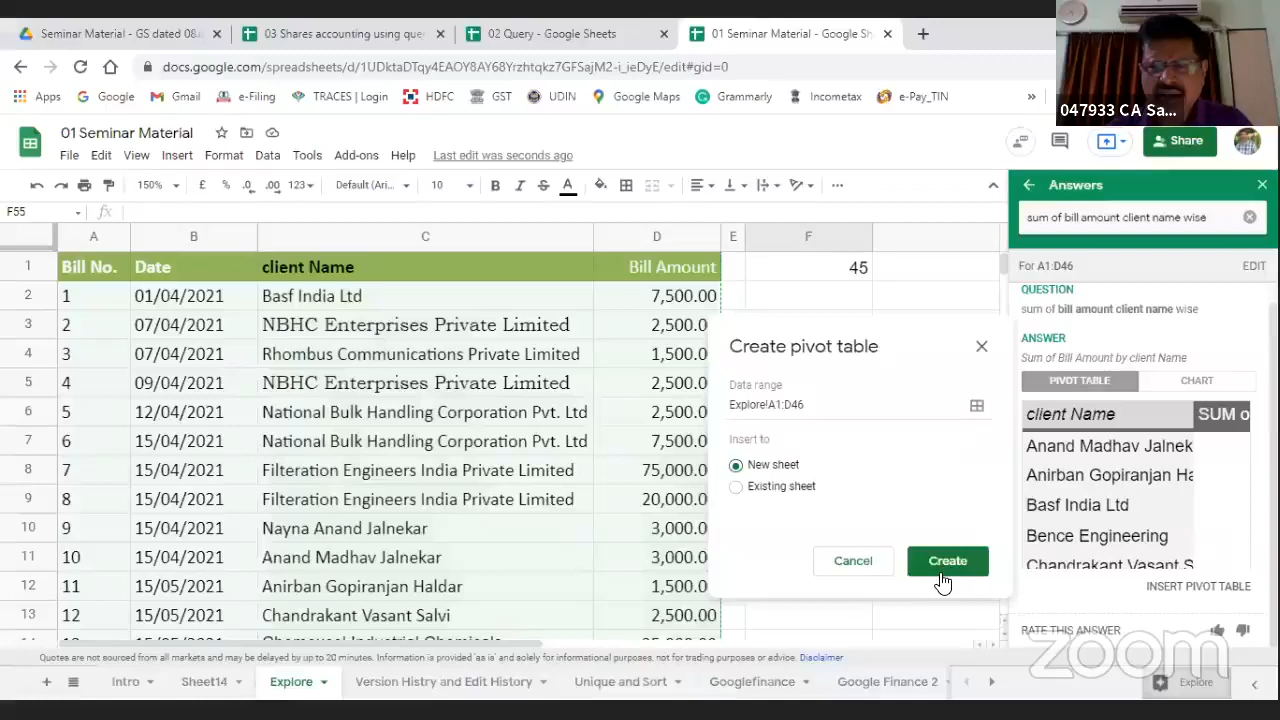 Seminar Material - GS dated 08.
03 Shares accounting using que
02 Query - Google Sheets
01 Seminar Material - Google Sh
docs.google.com/spreadsheets/d/1UDktaDTqy4EAOY8AY68Yrzhtqkz7GFSajM2-i_ieDyE/edit#gid=0
Apps
Google
Gmail
e-Filing
TRACES | Login
HDFC
GST
UDIN
Google Maps
Grammarly
Incometax
e-Pay_TIN
»
047933 CA Sa...
01 Seminar Material
File Edit View Insert Format Data Tools Add-ons Help Last edit was seconds ago
Share
150% £ % .0 .00 123 Default (Ari... 10 B I S A
F55
fx
A B C D E F
1 Bill No. Date client Name Bill Amount 45
2 1 01/04/2021 Basf India Ltd 7,500.00
3 2 07/04/2021 NBHC Enterprises Private Limited 2,500.0
4 3 07/04/2021 Rhombus Communications Private Limited 1,500.0
5 4 09/04/2021 NBHC Enterprises Private Limited 2,500.0
6 5 12/04/2021 National Bulk Handling Corporation Pvt. Ltd 2,500.0
7 6 15/04/2021 National Bulk Handling Corporation Pvt. Ltd 7,500.0
8 7 15/04/2021 Filteration Engineers India Private Limited 75,000.0
9 8 15/04/2021 Filteration Engineers India Private Limited 20,000.0
10 9 15/04/2021 Nayna Anand Jalnekar 3,000.0
11 10 15/04/2021 Anand Madhav Jalnekar 3,000.0
12 11 15/05/2021 Anirban Gopiranjan Haldar 1,500.0
13 12 15/05/2021 Chandrakant Vasant Salvi 2,500.0
Create pivot table
Data range
Explore!A1:D46
Insert to
New sheet
Existing sheet
Cancel
Create
Answers
sum of bill amount client name wise
For A1:D46 EDIT
QUESTION
sum of bill amount client name wise
ANSWER
Sum of Bill Amount by client Name
PIVOT TABLE CHART
client Name SUM o
Anand Madhav Jalnek
Anirban Gopiranjan Ha
Basf India Ltd
Bence Engineering
Chandrakant Vasant S
INSERT PIVOT TABLE
RATE THIS ANSWER
zoom
Quotes are not sourced from all markets and may be delayed by up to 20 minutes. Information is provided 'as is' and solely for informational purposes, not for trading purposes or advice. Disclaimer
Intro
Sheet14
Explore
Version Histry and Edit History
Unique and Sort
Googlefinance
Google Finance 2
Explore